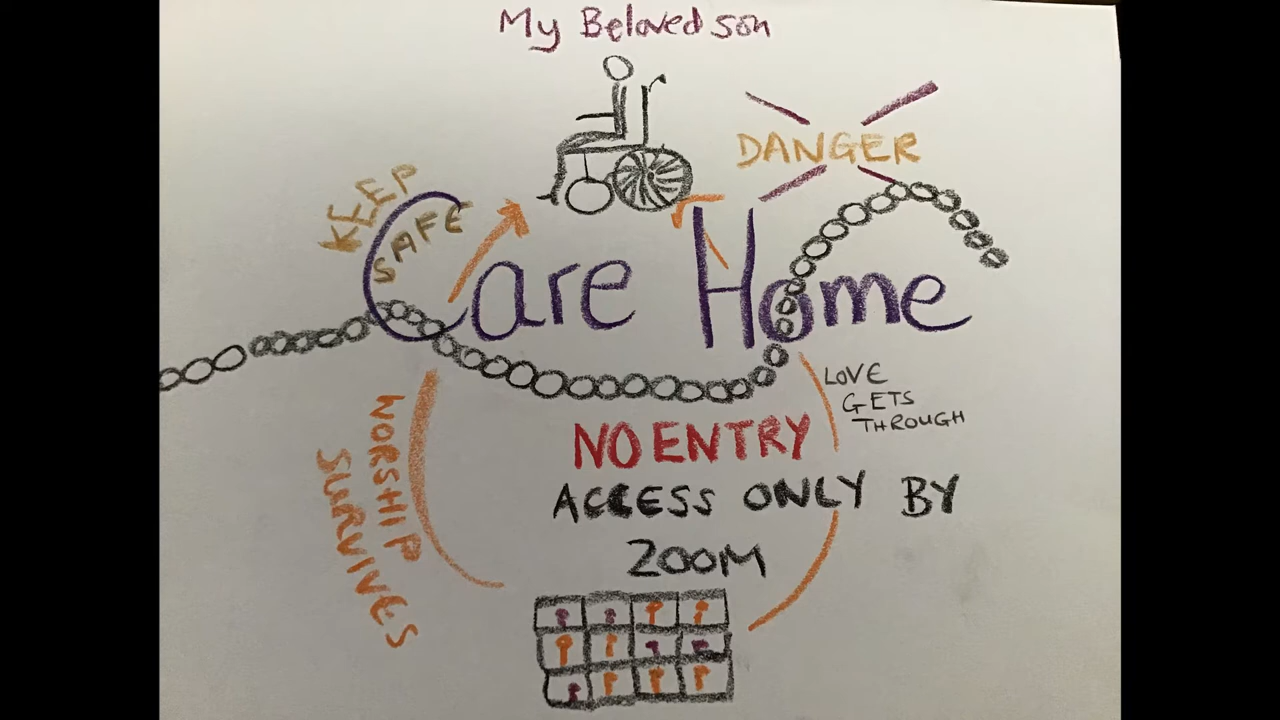 My Beloved son
DANGER
KEEP
SAFE
Care Home
LOVE
GETS
THROUGH
NO ENTRY
ACCESS ONLY BY
ZOOM
WORSHIP
SURVIVES